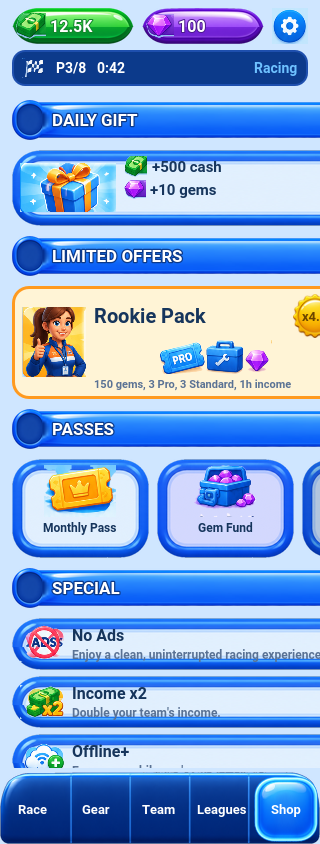 12.5K 100
P3/8 0:42 Racing
DAILY GIFT
+500 cash
+10 gems
LIMITED OFFERS
Rookie Pack
x4.
PRO
150 gems, 3 Pro, 3 Standard, 1h income
PASSES
Monthly Pass Gem Fund
SPECIAL
ADS
No Ads
Enjoy a clean, uninterrupted racing experience
x2
Income x2
Double your team's income.
Offline+
Race Gear Team Leagues Shop